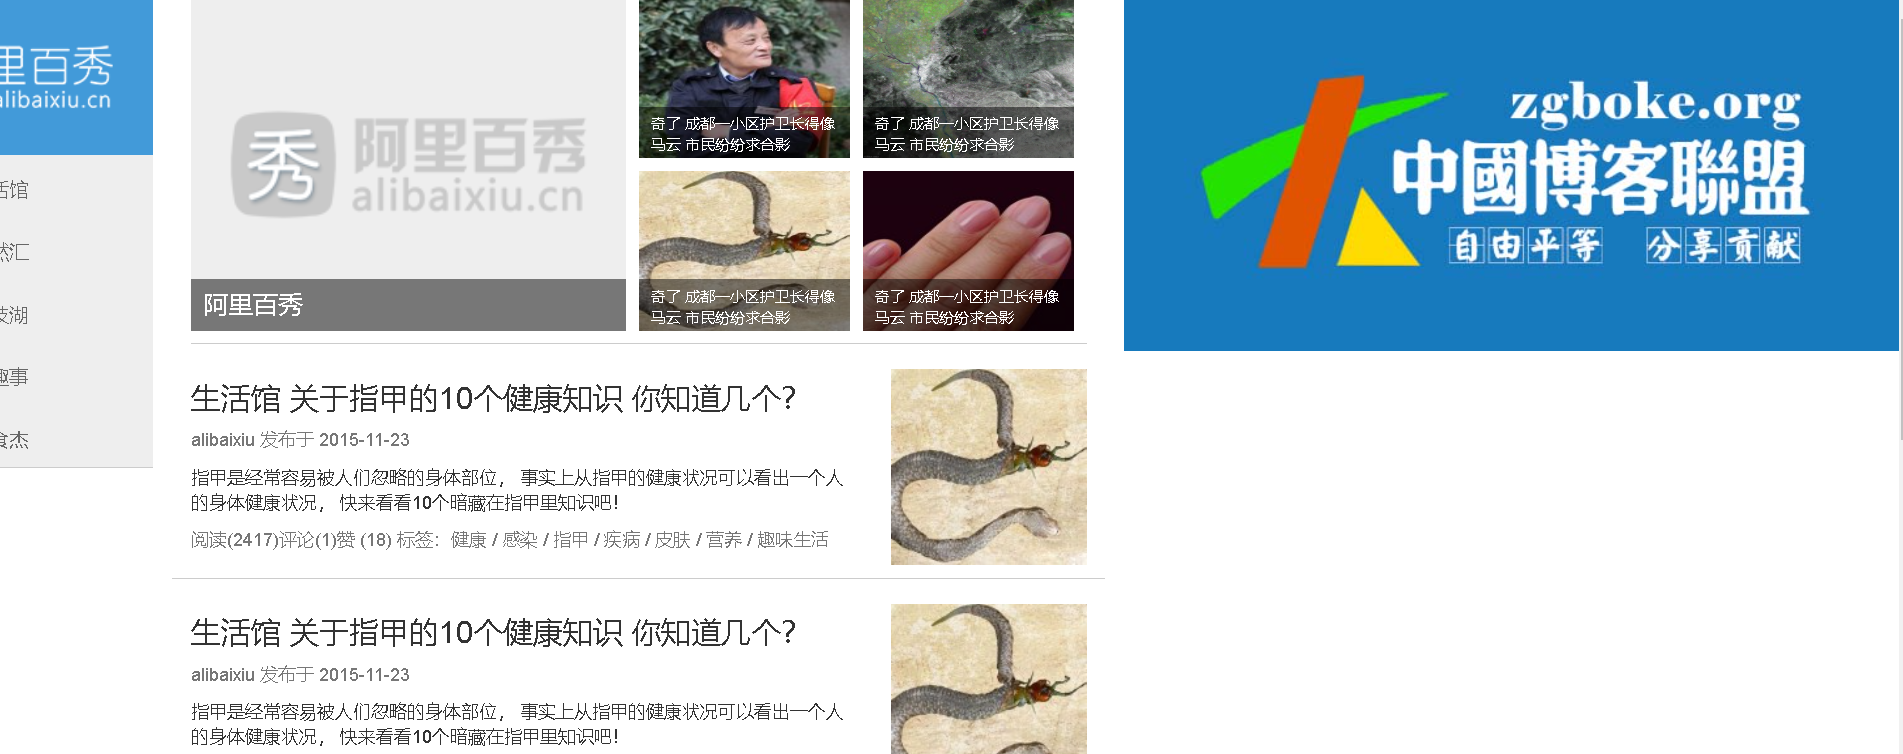 里百秀
alibaixiu.cn
活馆
然汇
技湖
趣事
食杰
秀 阿里百秀
alibaixiu.cn
阿里百秀
奇了 成都一小区护卫长得像
马云 市民纷纷求合影
奇了 成都一小区护卫长得像
马云 市民纷纷求合影
奇了 成都一小区护卫长得像
马云 市民纷纷求合影
奇了 成都一小区护卫长得像
马云 市民纷纷求合影
生活馆 关于指甲的10个健康知识 你知道几个?
alibaixiu 发布于 2015-11-23
指甲是经常容易被人们忽略的身体部位， 事实上从指甲的健康状况可以看出一个人
的身体健康状况， 快来看看10个暗藏在指甲里知识吧!
阅读(2417)评论(1)赞 (18) 标签：健康 / 感染 / 指甲 / 疾病 / 皮肤 / 营养 / 趣味生活
生活馆 关于指甲的10个健康知识 你知道几个?
alibaixiu 发布于 2015-11-23
指甲是经常容易被人们忽略的身体部位， 事实上从指甲的健康状况可以看出一个人
的身体健康状况， 快来看看10个暗藏在指甲里知识吧!
zgboke.org
中國博客聯盟
自由平等 分享贡献